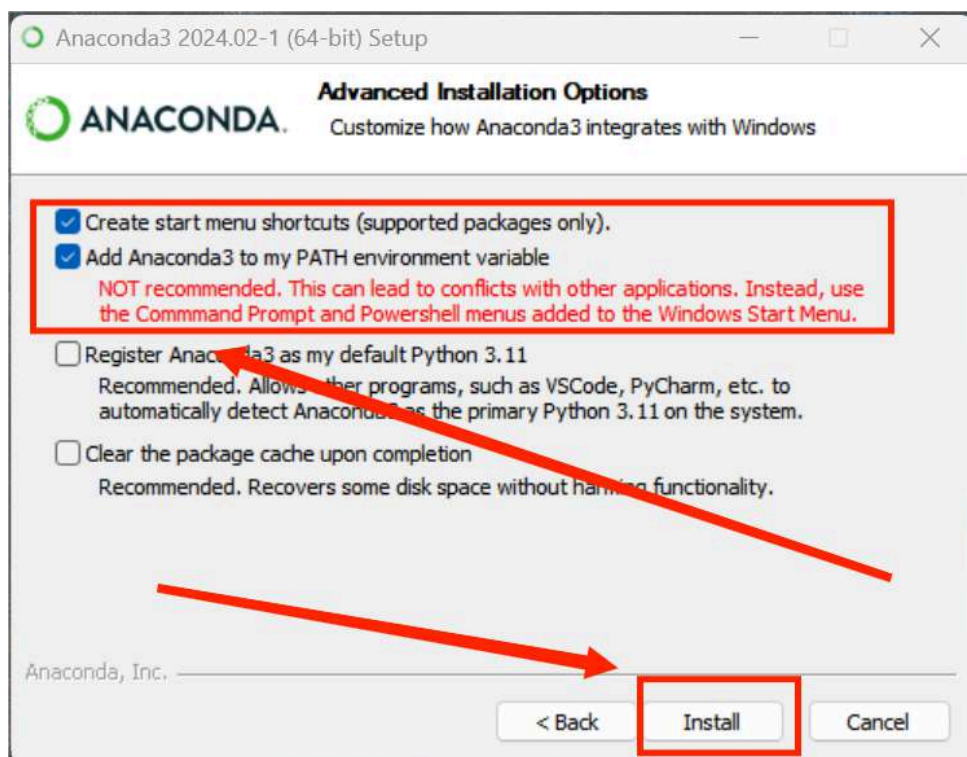 Anaconda3 2024.02-1 (64-bit) Setup
ANACONDA.
Advanced Installation Options
Customize how Anaconda3 integrates with Windows
Create start menu shortcuts (supported packages only).
Add Anaconda3 to my PATH environment variable
NOT recommended. This can lead to conflicts with other applications. Instead, use
the Commmand Prompt and Powershell menus added to the Windows Start Menu.
Register Anaconda3 as my default Python 3.11
Recommended. Allows other programs, such as VSCode, PyCharm, etc. to
automatically detect Anaconda3 as the primary Python 3.11 on the system.
Clear the package cache upon completion
Recommended. Recovers some disk space without harming functionality.
Anaconda, Inc.
< Back
Install
Cancel